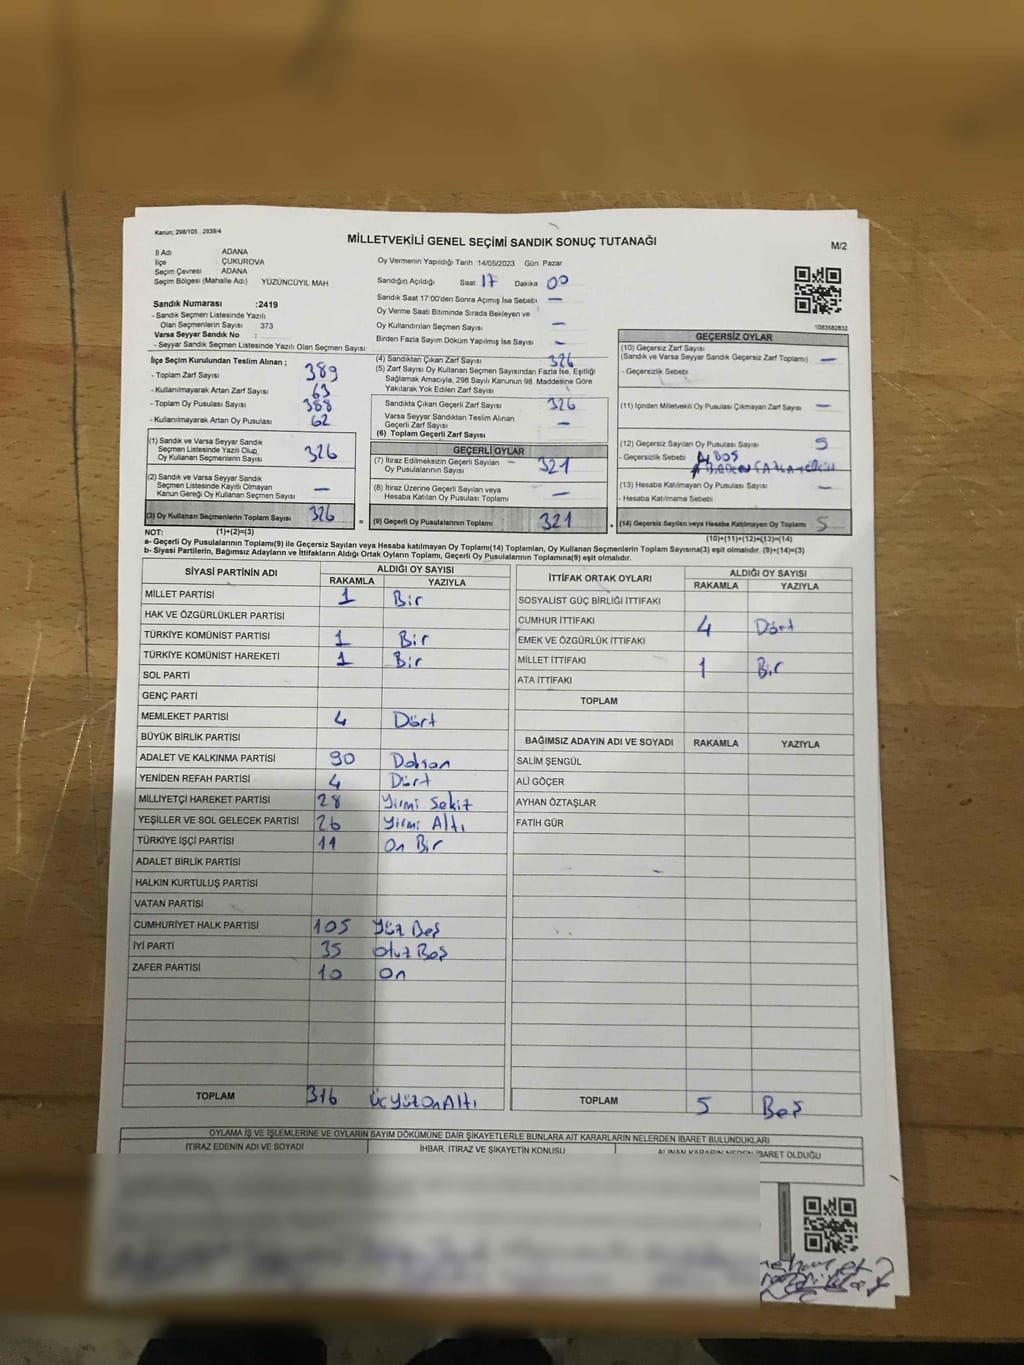 Kanun: 298/105 , 2839/4
MİLLETVEKİLİ GENEL SEÇİMİ SANDIK SONUÇ TUTANAĞI
M/2
İl Adı ADANA
İlçe ÇUKUROVA
Seçim Çevresi ADANA
Seçim Bölgesi (Mahalle Adı) YÜZÜNCÜYIL MAH.
Sandık Numarası :2419
- Sandık Seçmen Listesinde Yazılı
Olan Seçmenlerin Sayısı 373
Varsa Seyyar Sandık No :
- Seyyar Sandık Seçmen Listesinde Yazılı Olan Seçmen Sayısı
Oy Vermenin Yapıldığı Tarih 14/05/2023 Gün: Pazar
Sandığın Açıldığı Saat 17 Dakika 00
Sandık Saat 17:00'den Sonra Açımış İse Sebebi —
Oy Verme Saati Bitiminde Sırada Bekleyen ve
Oy Kullandırılan Seçmen Sayısı —
Birden Fazla Sayım Döküm Yapılmış İse Sayısı —
1083582832
İlçe Seçim Kurulundan Teslim Alınan ;
- Toplam Zarf Sayısı 389
- Kullanılmayarak Artan Zarf Sayısı 63
- Toplam Oy Pusulası Sayısı 388
- Kullanılmayarak Artan Oy Pusulası 62
(1) Sandık ve Varsa Seyyar Sandık
Seçmen Listesinde Yazılı Olup
Oy Kullanan Seçmenlerin Sayısı 326
(2) Sandık ve Varsa Seyyar Sandık
Seçmen Listesinde Kayıtlı Olmayan
Kanun Gereği Oy Kullanan Seçmen Sayısı —
(3) Oy Kullanan Seçmenlerin Toplam Sayısı 326
(1)+(2)=(3)
(4) Sandıktan Çıkan Zarf Sayısı 326
(5) Zarf Sayısı Oy Kullanan Seçmen Sayısından Fazla İse, Eşitliği
Sağlamak Amacıyla, 298 Sayılı Kanunun 98. Maddesine Göre
Yakılarak Yok Edilen Zarf Sayısı
Sandıkta Çıkan Geçerli Zarf Sayısı 326
Varsa Seyyar Sandıktan Teslim Alınan
Geçerli Zarf Sayısı —
(6) Toplam Geçerli Zarf Sayısı
GEÇERLİ OYLAR
(7) İtiraz Edilmeksizin Geçerli Sayılan
Oy Pusulalarının Sayısı 321
(8) İtiraz Üzerine Geçerli Sayılan veya
Hesaba Katılan Oy Pusulası Toplamı —
= (9) Geçerli Oy Pusulalarının Toplamı 321 +
GEÇERSİZ OYLAR
(10) Geçersiz Zarf Sayısı
(Sandık ve Varsa Seyyar Sandık Geçersiz Zarf Toplamı) —
- Geçersizlik Sebebi
(11) İçinden Milletvekili Oy Pusulası Çıkmayan Zarf Sayısı —
(12) Geçersiz Sayılan Oy Pusulası Sayısı 5
- Geçersizlik Sebebi BOŞ
(13) Hesaba Katılmayan Oy Pusulası Sayısı —
- Hesaba Katılmama Sebebi
(14) Geçersiz Sayılan veya Hesaba Katılmayan Oy Toplamı 5
(10)+(11)+(12)+(13)=(14)
NOT:
a- Geçerli Oy Pusulalarının Toplamı(9) ile Geçersiz Sayılan veya Hesaba katılmayan Oy Toplamı(14) Toplamları, Oy Kullanan Seçmenlerin Toplam Sayısına(3) eşit olmalıdır. (9)+(14)=(3)
b- Siyasi Partilerin, Bağımsız Adayların ve İttifakların Aldığı Ortak Oyların Toplamı, Geçerli Oy Pusulalarının Toplamına(9) eşit olmalıdır.
SİYASİ PARTİNİN ADI
ALDIĞI OY SAYISI
RAKAMLA YAZIYLA
MİLLET PARTİSİ 1 Bir
HAK VE ÖZGÜRLÜKLER PARTİSİ
TÜRKİYE KOMÜNİST PARTİSİ 1 Bir
TÜRKİYE KOMÜNİST HAREKETİ 1 Bir
SOL PARTİ
GENÇ PARTİ
MEMLEKET PARTİSİ 4 Dört
BÜYÜK BİRLİK PARTİSİ
ADALET VE KALKINMA PARTİSİ 90 Doksan
YENİDEN REFAH PARTİSİ 4 Dört
MİLLİYETÇİ HAREKET PARTİSİ 28 Yirmi Sekiz
YEŞİLLER VE SOL GELECEK PARTİSİ 26 Yirmi Altı
TÜRKİYE İŞÇİ PARTİSİ 11 On Bir
ADALET BİRLİK PARTİSİ
HALKIN KURTULUŞ PARTİSİ
VATAN PARTİSİ
CUMHURİYET HALK PARTİSİ 105 Yüz Beş
İYİ PARTİ 35 Otuz Beş
ZAFER PARTİSİ 10 On
TOPLAM 316 ÜçYüzOnAltı
İTTİFAK ORTAK OYLARI
ALDIĞI OY SAYISI
RAKAMLA YAZIYLA
SOSYALİST GÜÇ BİRLİĞİ İTTİFAKI
CUMHUR İTTİFAKI 4 Dört
EMEK VE ÖZGÜRLÜK İTTİFAKI
MİLLET İTTİFAKI 1 Bir
ATA İTTİFAKI
TOPLAM
BAĞIMSIZ ADAYIN ADI VE SOYADI RAKAMLA YAZIYLA
SALİM ŞENGÜL
ALİ GÖÇER
AYHAN ÖZTAŞLAR
FATİH GÜR
TOPLAM 5 Beş
OYLAMA İŞ VE İŞLEMLERİNE VE OYLARIN SAYIM DÖKÜMÜNE DAİR ŞİKAYETLERLE BUNLARA AİT KARARLARIN NELERDEN İBARET BULUNDUKLARI
İTİRAZ EDENİN ADI VE SOYADI
İHBAR, İTİRAZ VE ŞİKAYETİN KONUSU
ALINAN KARARIN NEDEN İBARET OLDUĞU